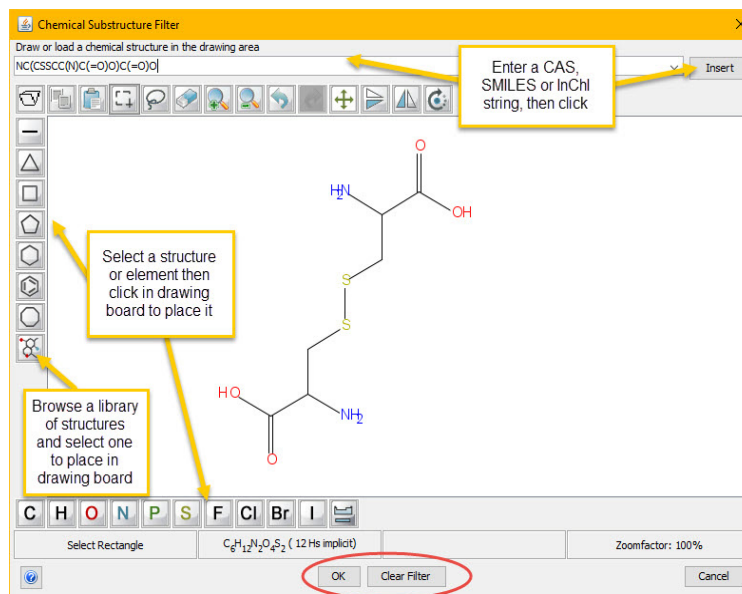 Chemical Substructure Filter
Draw or load a chemical structure in the drawing area
NC(CSSCC(N)C(=O)O)C(=O)O
Insert
Enter a CAS,
SMILES or InChI
string, then click
O
H₂N
OH
S
S
HO
NH₂
O
Select a structure
or element then
click in drawing
board to place it
Browse a library
of structures
and select one
to place in
drawing board
C H O N P S F Cl Br I
Select Rectangle
C₆H₁₂N₂O₄S₂ ( 12 Hs implicit)
Zoomfactor: 100%
?
OK
Clear Filter
Cancel